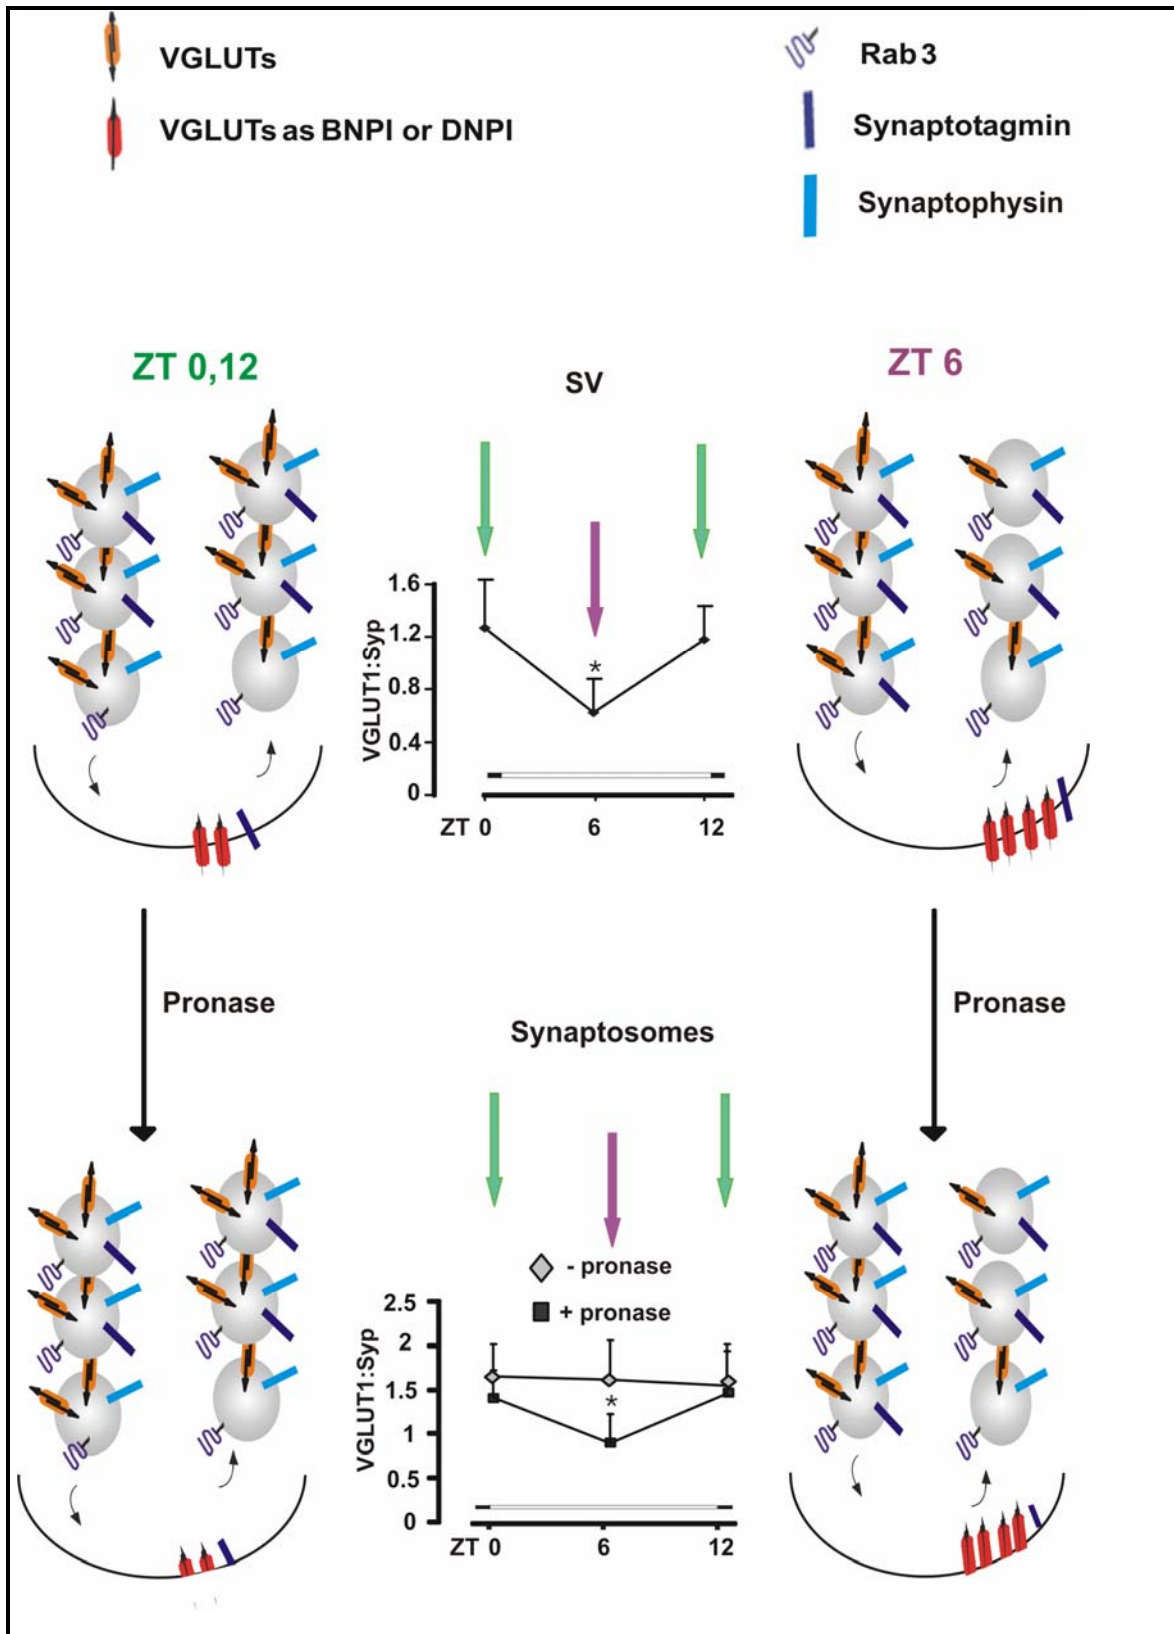 VGLUTs
VGLUTs as BNPI or DNPI
Rab 3
Synaptotagmin
Synaptophysin
ZT 0,12
SV
ZT 6
VGLUT1:Syp
1.6
1.2
0.8
0.4
0
*
ZT 0 6 12
Pronase
Pronase
Synaptosomes
- pronase
+ pronase
VGLUT1:Syp
2.5
2
1.5
1
0.5
0
*
ZT 0 6 12